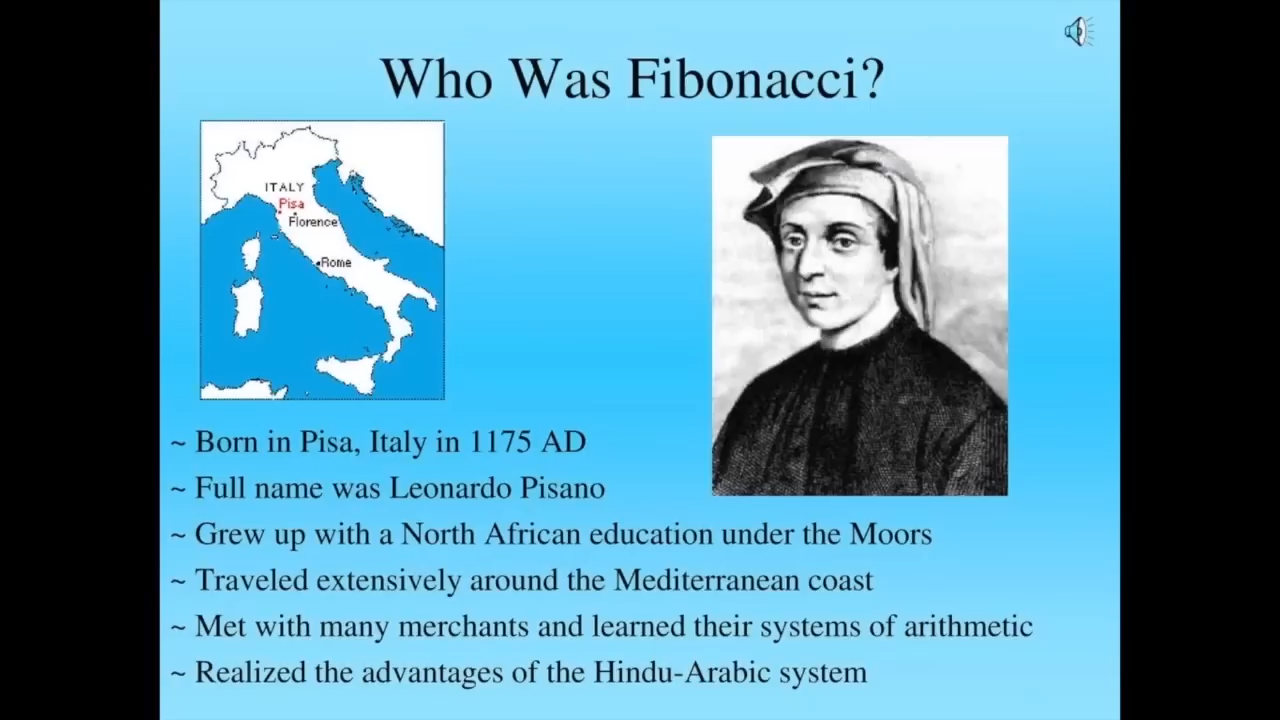 Who Was Fibonacci?
ITALY
Pisa
Florence
Rome
~ Born in Pisa, Italy in 1175 AD
~ Full name was Leonardo Pisano
~ Grew up with a North African education under the Moors
~ Traveled extensively around the Mediterranean coast
~ Met with many merchants and learned their systems of arithmetic
~ Realized the advantages of the Hindu-Arabic system